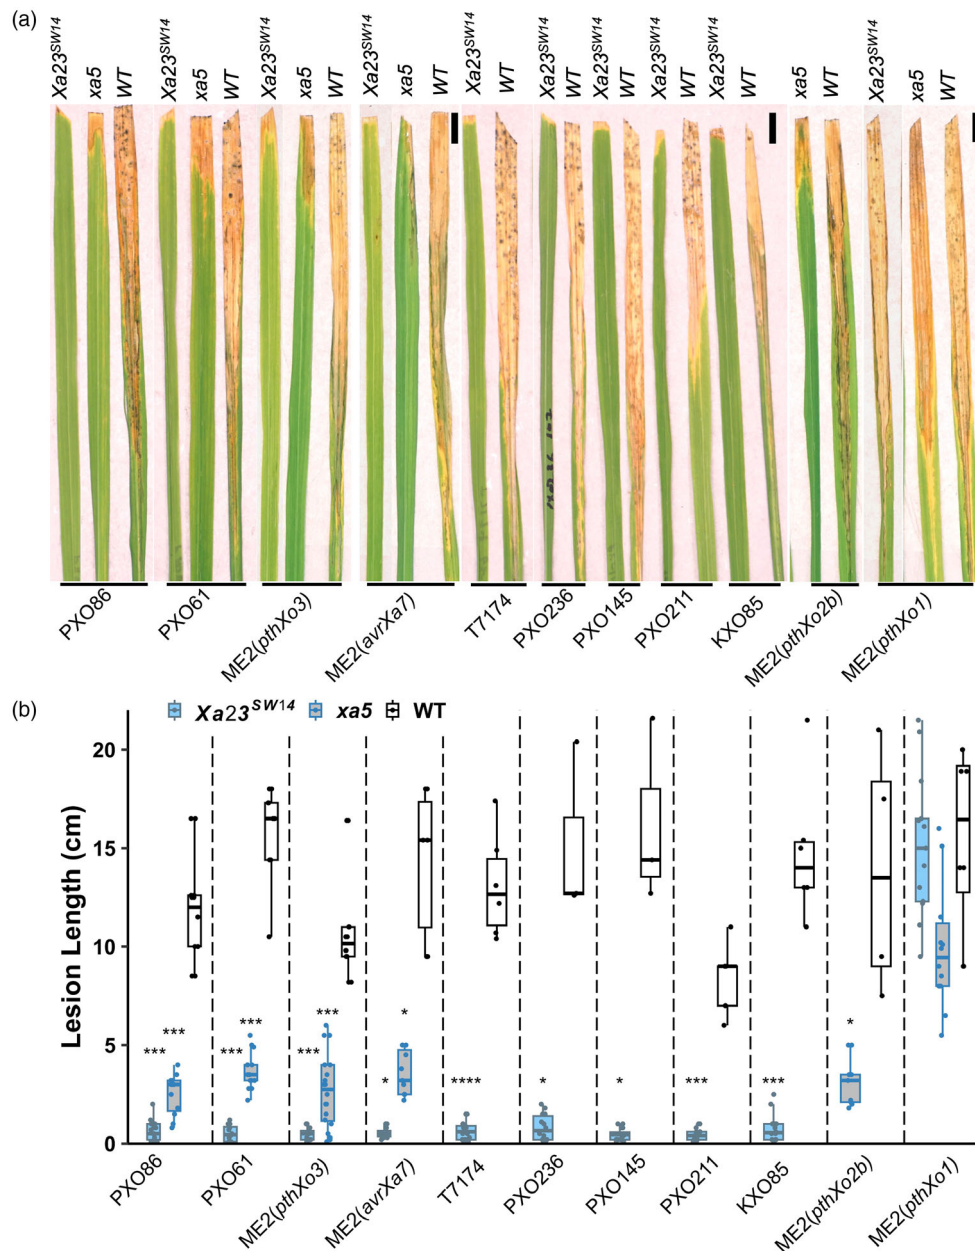 (a)
Xa23SW14 xa5 WT Xa23SW14 xa5 WT Xa23SW14 xa5 WT Xa23SW14 xa5 WT Xa23SW14 WT Xa23SW14 WT Xa23SW14 WT Xa23SW14 WT Xa23SW14 WT xa5 WT Xa23SW14 xa5 WT
PXO86 PXO61 ME2(pthXo3) ME2(avrXa7) T7174 PXO236 PXO145 PXO211 KXO85 ME2(pthXo2b) ME2(pthXo1)
(b)
Xa23SW14 xa5 WT
Lesion Length (cm)
20
15
10
5
0
*** *** *** *** *** *** * * **** * * *** *** *
PXO86 PXO61 ME2(pthXo3) ME2(avrXa7) T7174 PXO236 PXO145 PXO211 KXO85 ME2(pthXo2b) ME2(pthXo1)